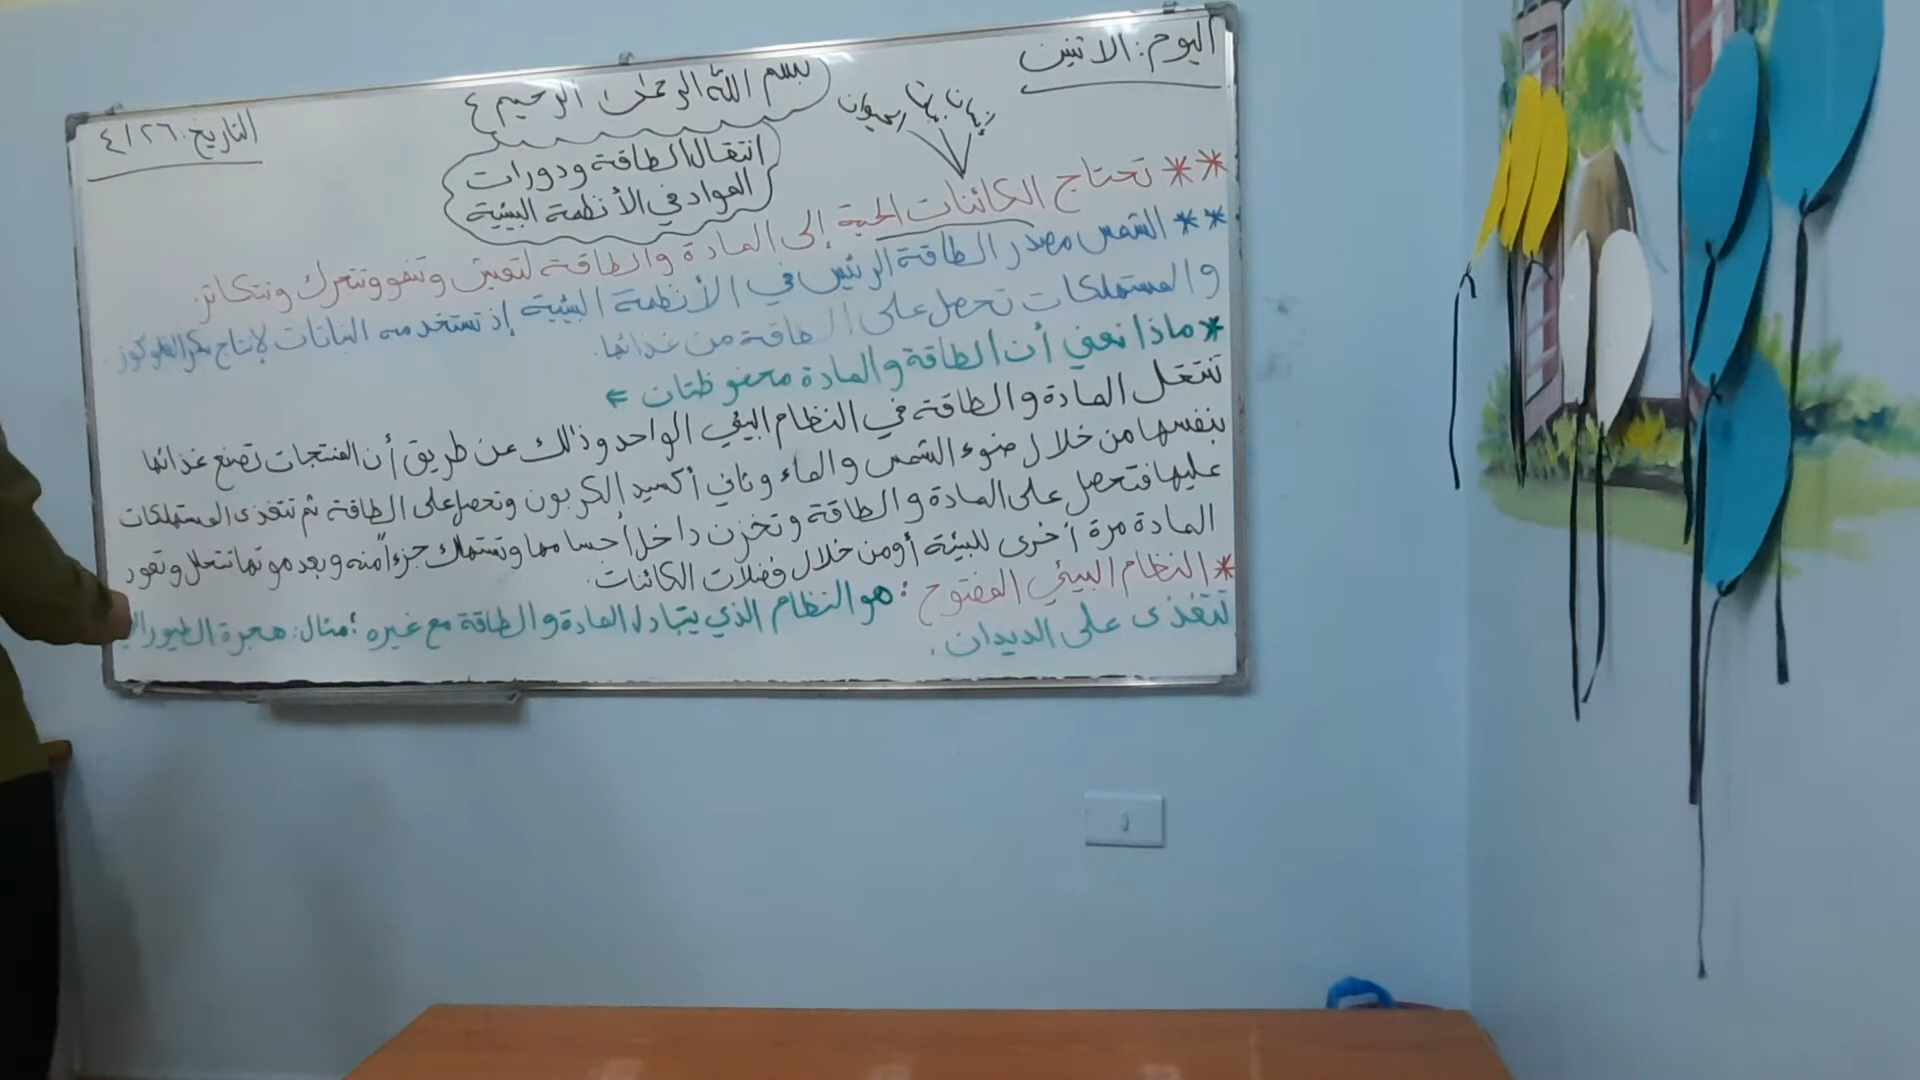 اليوم: الاثنين
بسم الله الرحمن الرحيم
التاريخ: ٤/٢٦
إنسان نبات حيوان
انتقال الطاقة ودورات
المواد في الأنظمة البيئية
** تحتاج الكائنات الحية إلى المادة والطاقة لتعيش وتنمو وتتحرك وتتكاثر.
** الشمس مصدر الطاقة الرئيس في الأنظمة البيئية إذ تستخدمه النباتات لإنتاج سكر الغلوكوز
والمستهلكات تحصل على الطاقة من غذائها.
* ماذا نعني أن الطاقة والمادة محفوظتان ⇐
تنتقل المادة والطاقة في النظام البيئي الواحد وذلك عن طريق أن المنتجات تصنع غذائها
بنفسها من خلال ضوء الشمس والماء وثاني أكسيد الكربون وتحصل على الطاقة ثم تتغذى المستهلكات
عليها فتحصل على المادة والطاقة وتخزن داخل أجسامها وتستهلك جزءاً منه وبعد موتها تتحلل وتعود
المادة مرة أخرى للبيئة أو من خلال فضلات الكائنات.
* النظام البيئي المفتوح: هو النظام الذي يتبادل المادة والطاقة مع غيره؛ مثال: هجرة الطيور
تتغذى على الديدان.